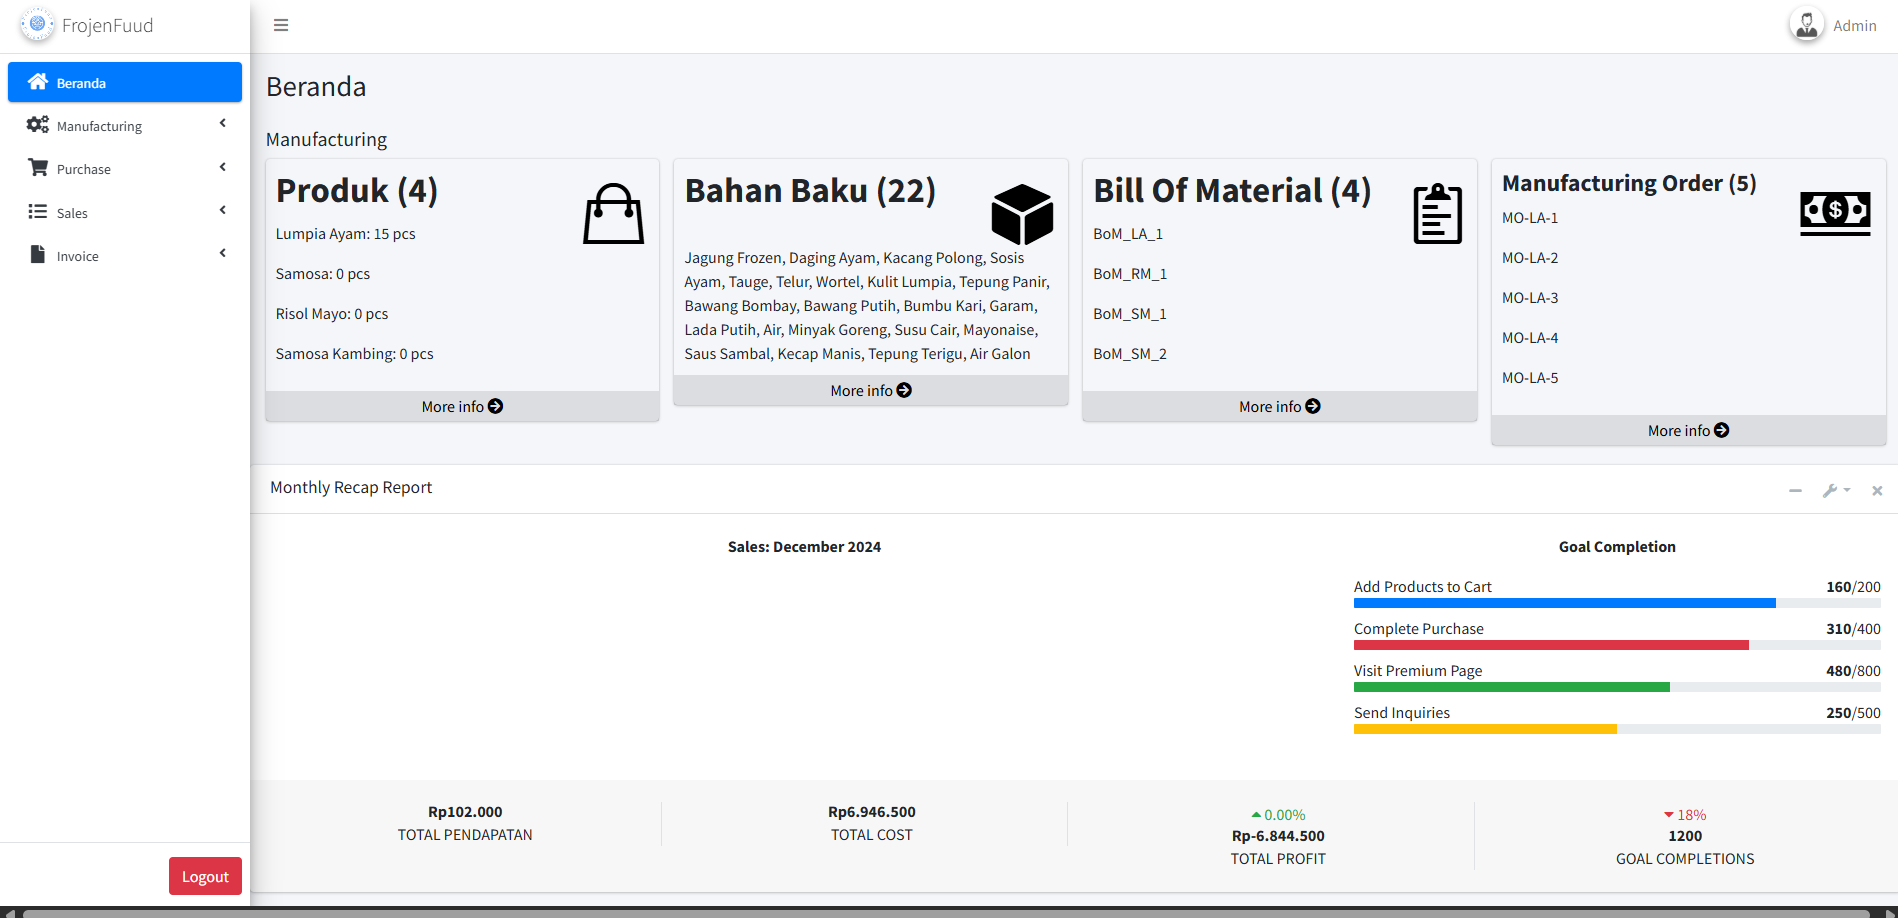 FrojenFuud
Admin
Beranda
Manufacturing
Purchase
Sales
Invoice
Logout
Beranda
Manufacturing
Produk (4)
Lumpia Ayam: 15 pcs
Samosa: 0 pcs
Risol Mayo: 0 pcs
Samosa Kambing: 0 pcs
More info
Bahan Baku (22)
Jagung Frozen, Daging Ayam, Kacang Polong, Sosis
Ayam, Tauge, Telur, Wortel, Kulit Lumpia, Tepung Panir,
Bawang Bombay, Bawang Putih, Bumbu Kari, Garam,
Lada Putih, Air, Minyak Goreng, Susu Cair, Mayonaise,
Saus Sambal, Kecap Manis, Tepung Terigu, Air Galon
More info
Bill Of Material (4)
BoM_LA_1
BoM_RM_1
BoM_SM_1
BoM_SM_2
More info
Manufacturing Order (5)
MO-LA-1
MO-LA-2
MO-LA-3
MO-LA-4
MO-LA-5
More info
Monthly Recap Report
Sales: December 2024
Goal Completion
Add Products to Cart 160/200
Complete Purchase 310/400
Visit Premium Page 480/800
Send Inquiries 250/500
Rp102.000
TOTAL PENDAPATAN
Rp6.946.500
TOTAL COST
0.00%
Rp-6.844.500
TOTAL PROFIT
18%
1200
GOAL COMPLETIONS